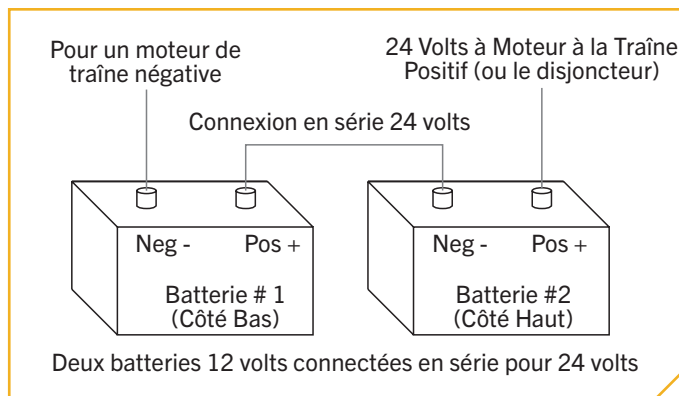 Pour un moteur de
traîne négative
24 Volts à Moteur à la Traîne
Positif (ou le disjoncteur)
Connexion en série 24 volts
Neg -
Pos +
Neg -
Pos +
Batterie # 1
(Côté Bas)
Batterie #2
(Côté Haut)
Deux batteries 12 volts connectées en série pour 24 volts